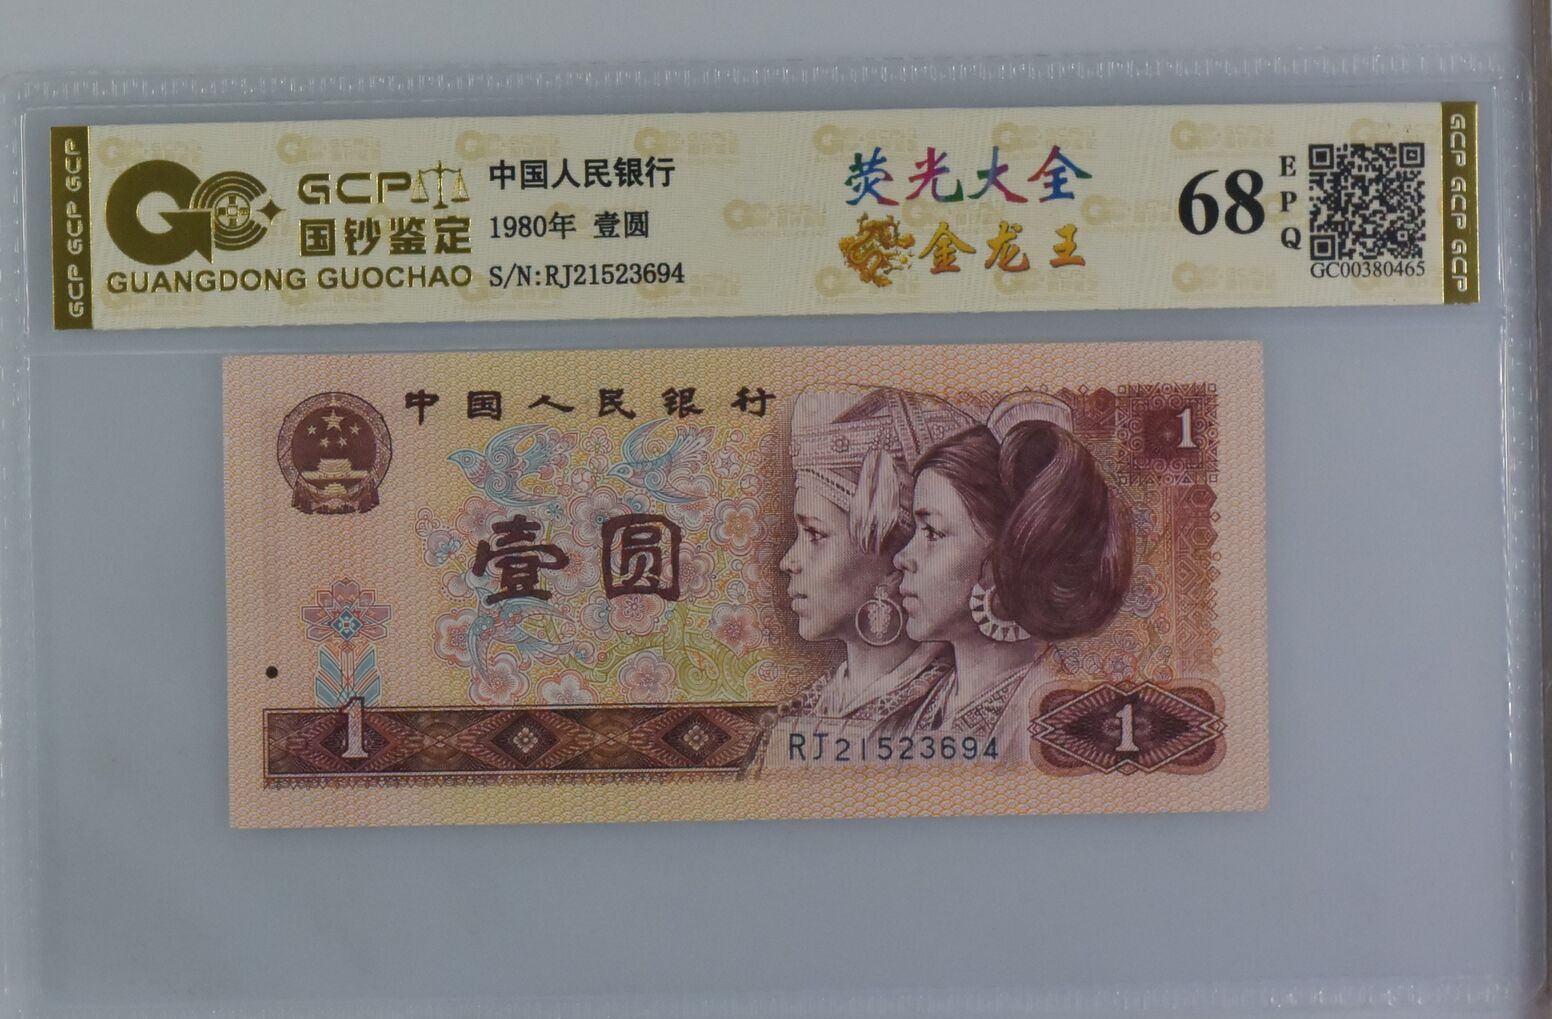 GCP GCP GCP
GCP
国钞鉴定
GUANGDONG GUOCHAO
中国人民银行
1980年 壹圆
S/N:RJ21523694
荧光大全
金龙王
68
EPQ
GC00380465
GCP GCP GCP
中国人民银行
1
壹圆
1
RJ21523694
1